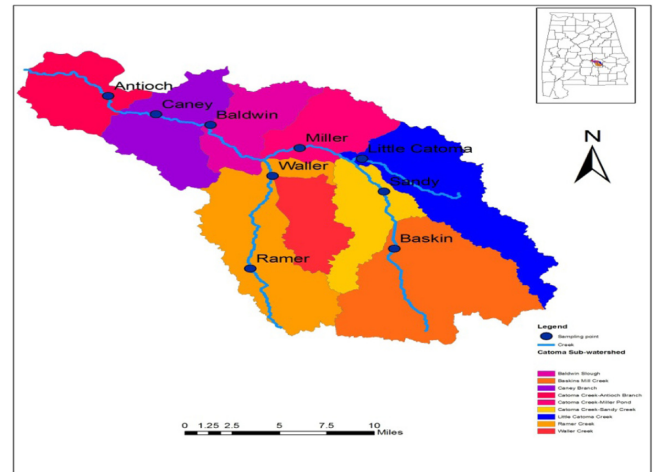 Antioch
Caney
Baldwin
Miller
Little Catoma
Waller
Sandy
Baskin
Ramer
N
Legend
Sampling point
Creak
Catoma Sub-watershed
Baldwin Slough
Baskins Mill Creek
Caney Branch
Catoma Creek-Antioch Branch
Catoma Creek-Miller Pond
Catoma Creek-Sandy Creek
Little Catoma Creek
Ramer Creek
Waller Creek
0 1.25 2.5 5 7.5 10
Miles